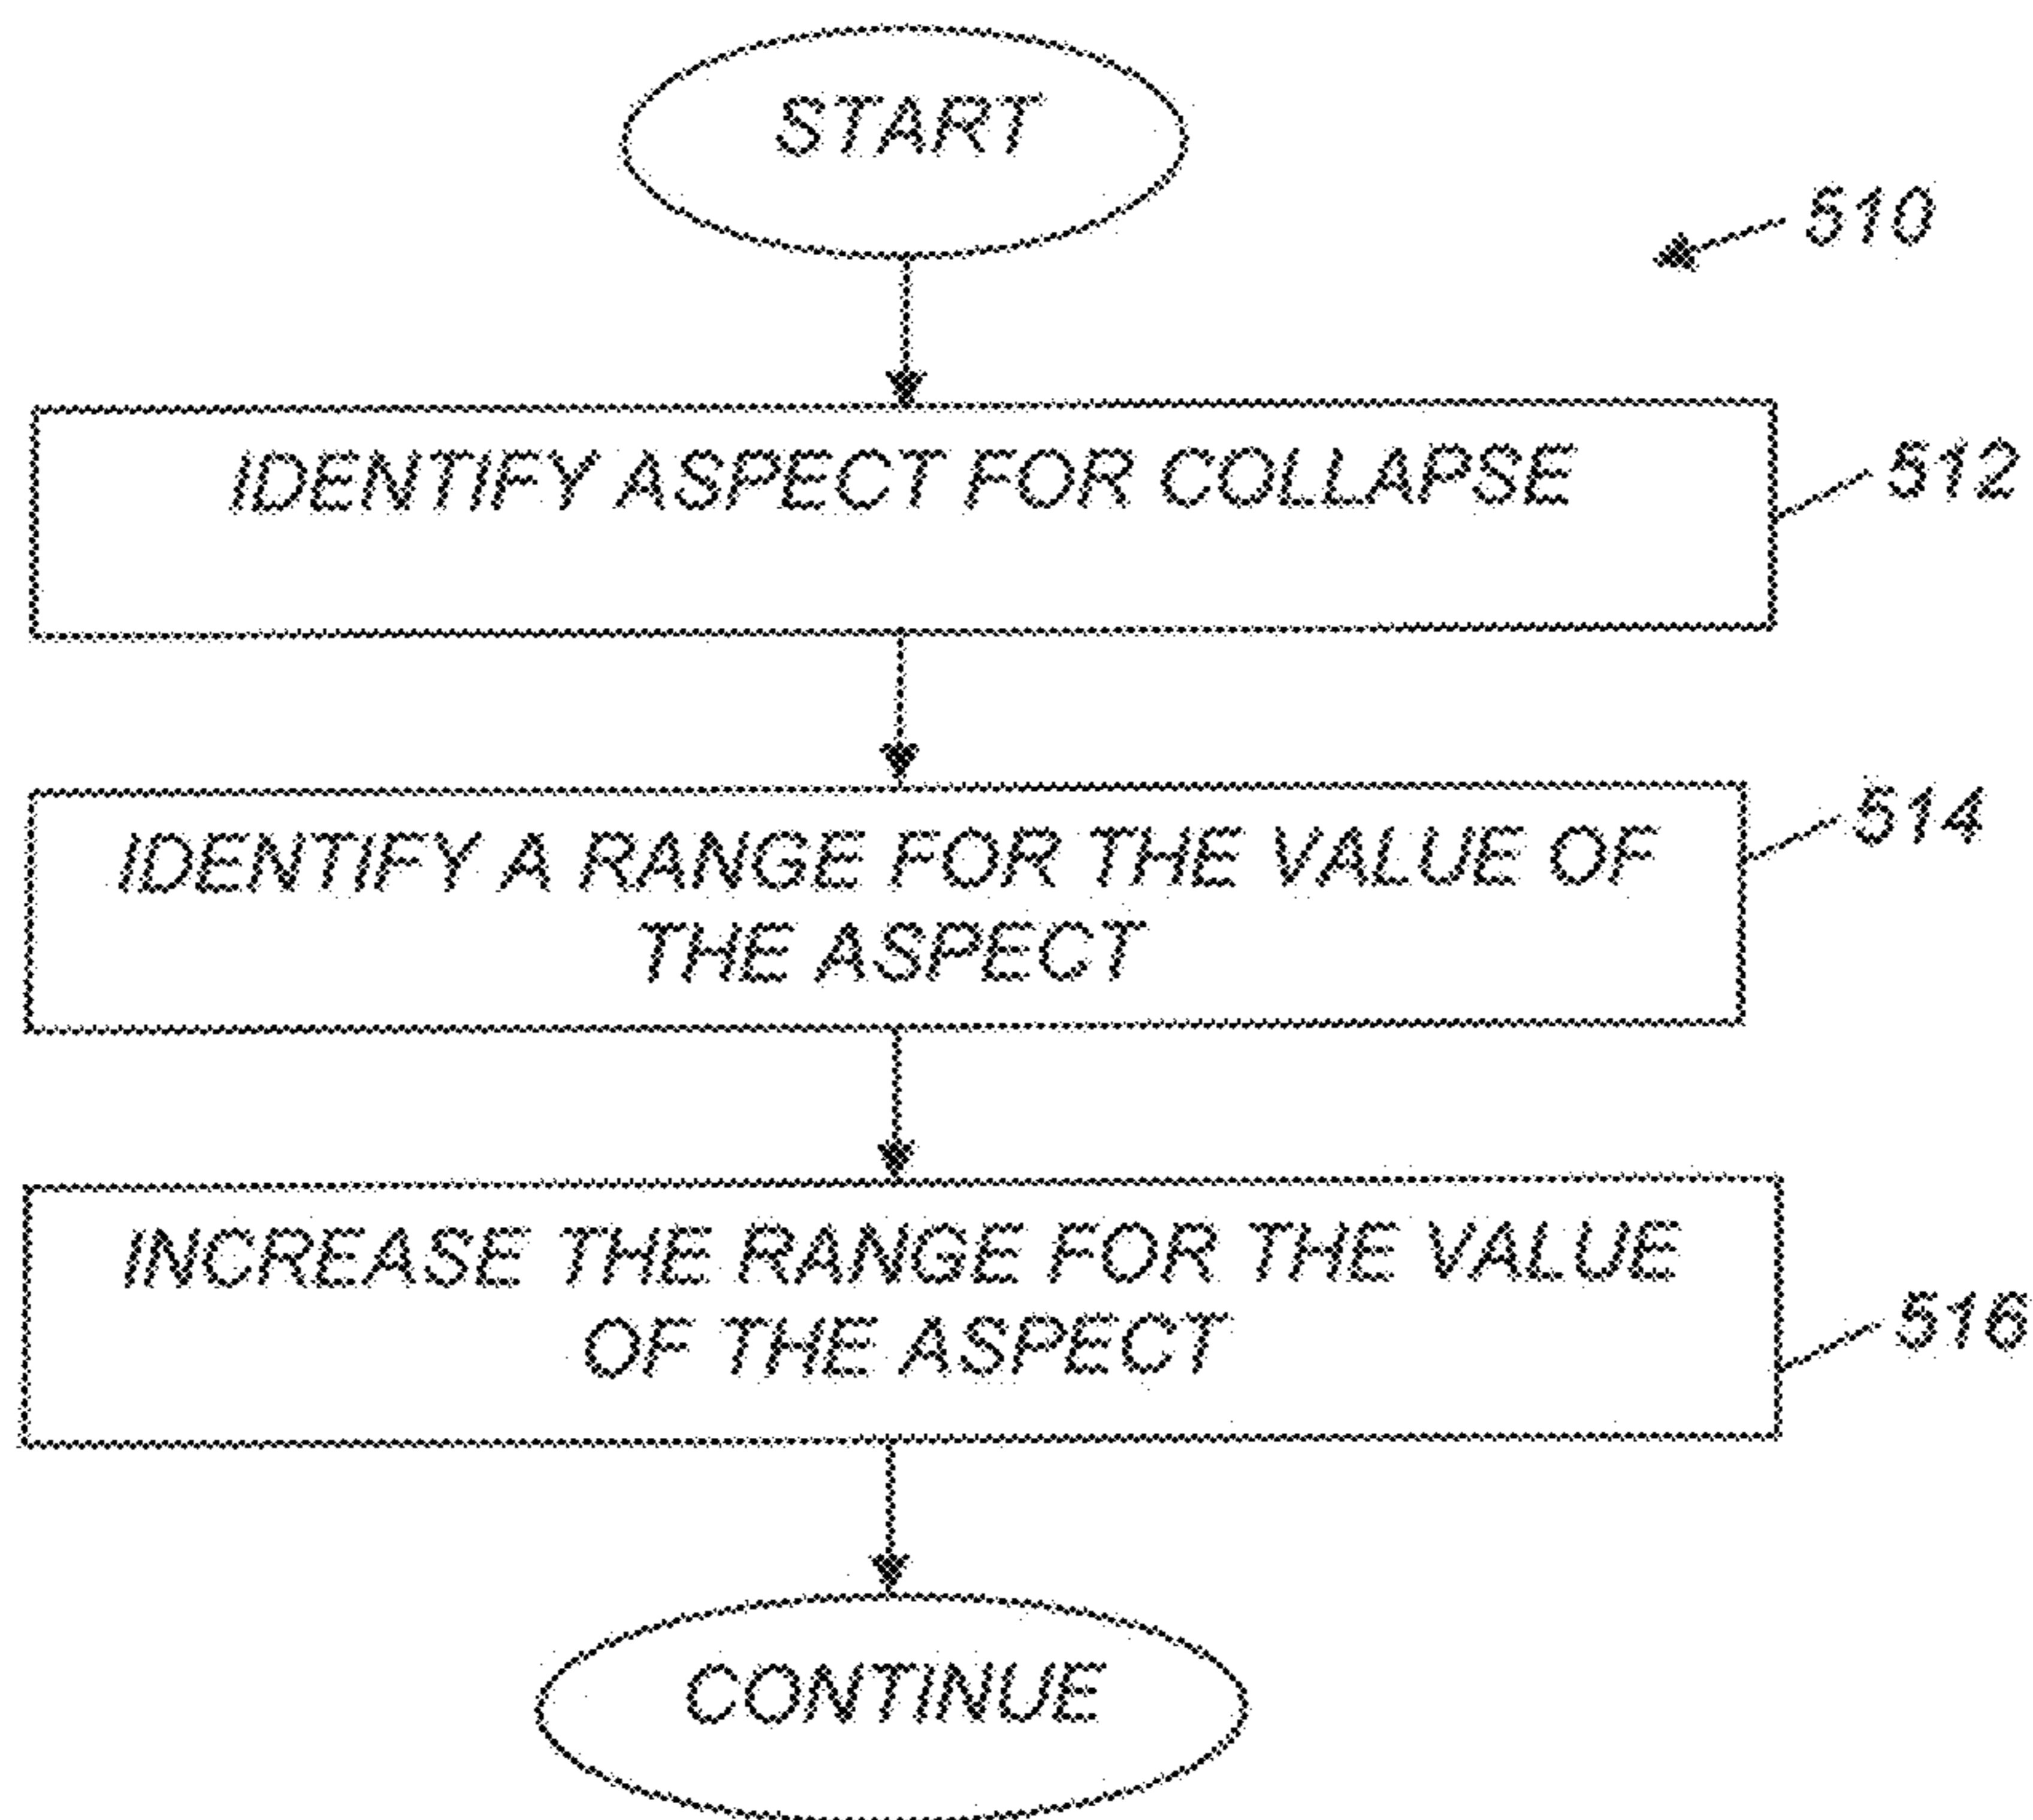 START
510
IDENTIFY ASPECT FOR COLLAPSE
512
IDENTIFY A RANGE FOR THE VALUE OF
THE ASPECT
514
INCREASE THE RANGE FOR THE VALUE
OF THE ASPECT
516
CONTINUE